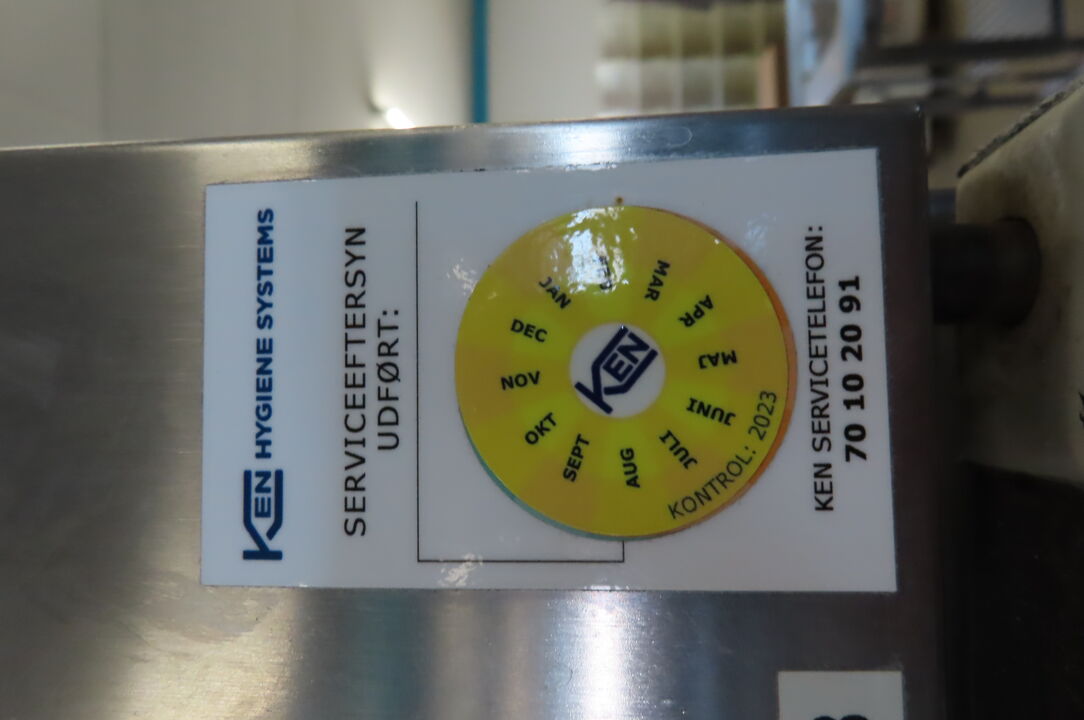 KEN HYGIENE SYSTEMS
SERVICEEFTERSYN
UDFØRT:
JAN
MAR
APR
MAJ
JUNI
JULI
AUG
SEPT
OKT
NOV
DEC
KEN
KONTROL: 2023
KEN SERVICETELEFON:
70 10 20 91